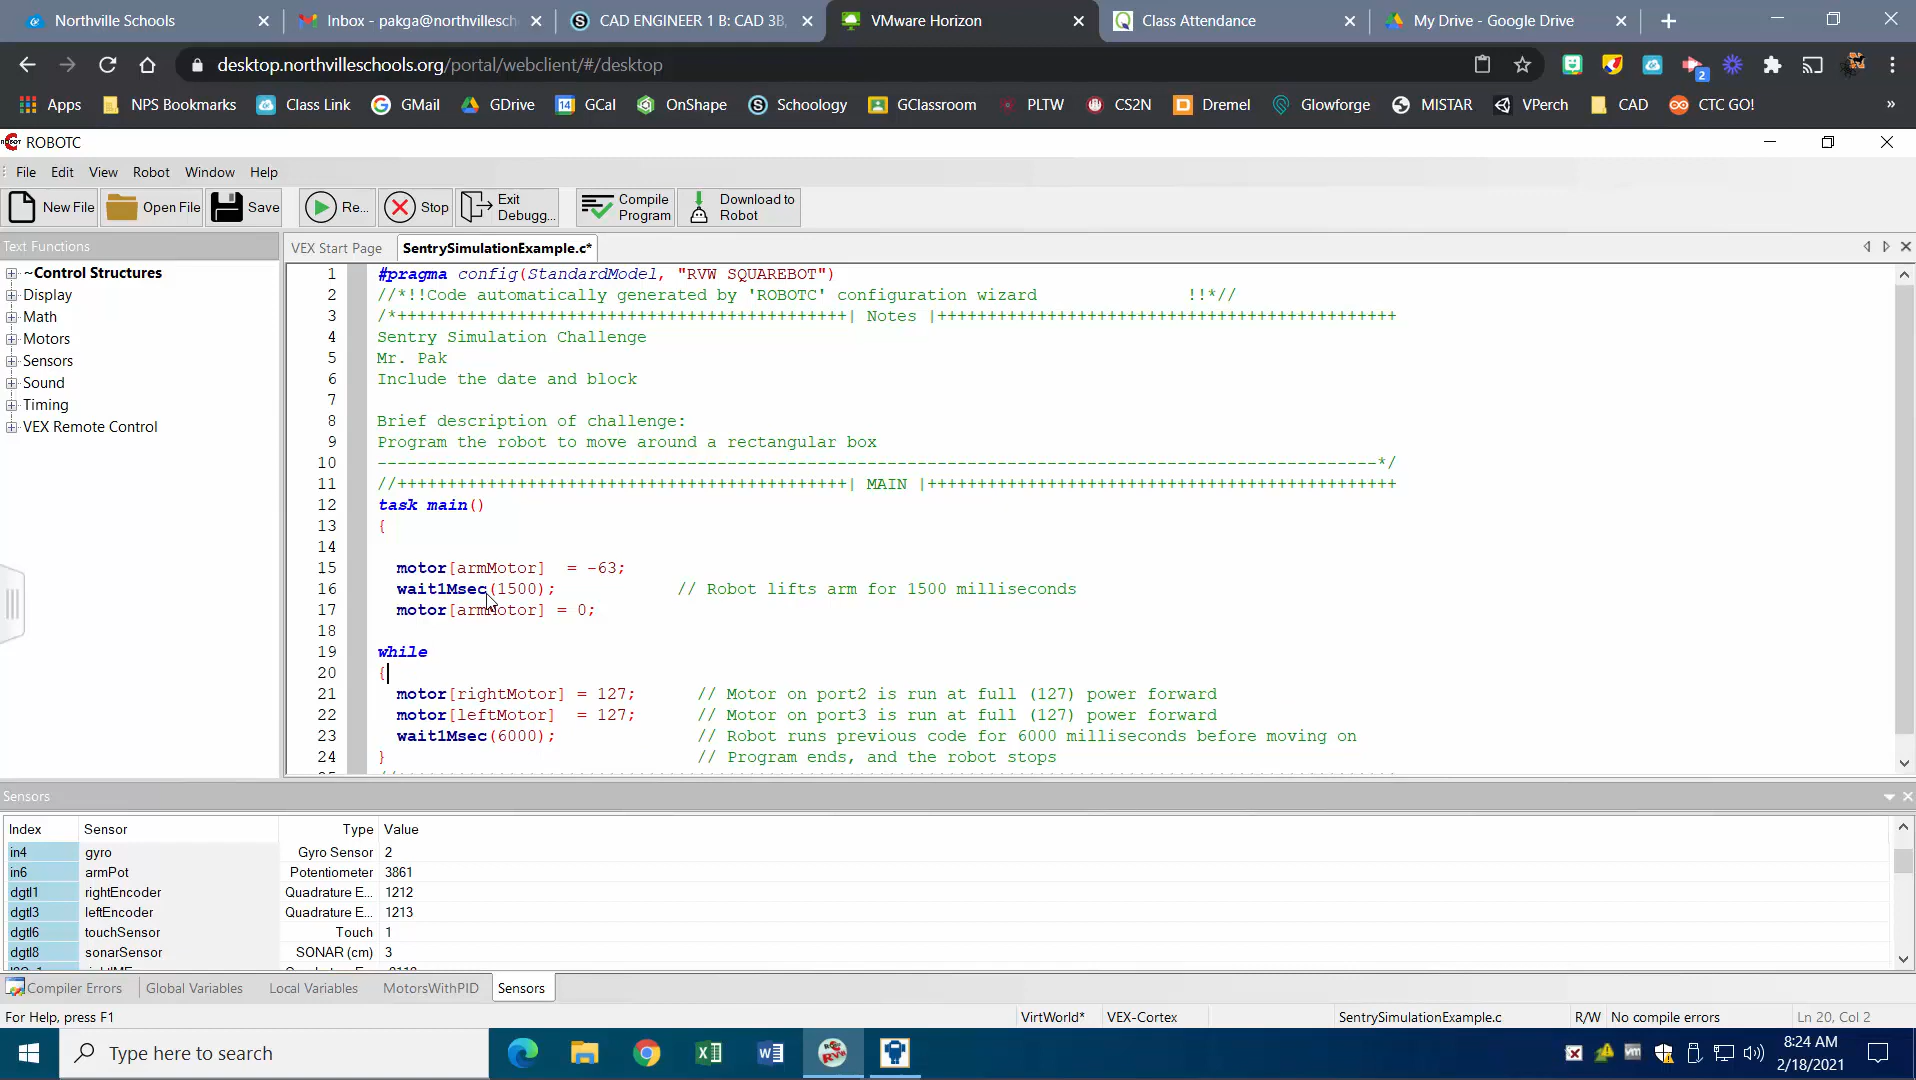 Northville Schools
Inbox - pakga@northvillesch
CAD ENGINEER 1 B: CAD 3B,
VMware Horizon
Class Attendance
My Drive - Google Drive
desktop.northvilleschools.org/portal/webclient/#/desktop
2
Apps NPS Bookmarks Class Link GMail GDrive 14 GCal OnShape Schoology GClassroom PLTW CS2N Dremel Glowforge MISTAR VPerch CAD CTC GO! »
ROBOTC
File Edit View Robot Window Help
New File Open File Save Re... Stop Exit Debugg... Compile Program Download to Robot
Text Functions
VEX Start Page SentrySimulationExample.c*
~Control Structures
Display
Math
Motors
Sensors
Sound
Timing
VEX Remote Control
1 #pragma config(StandardModel, "RVW SQUAREBOT")
2 //*!!Code automatically generated by 'ROBOTC' configuration wizard !!*//
3 /*+++++++++++++++++++++++++++++++++++++++++++++| Notes |+++++++++++++++++++++++++++++++++++++++++++++++
4 Sentry Simulation Challenge
5 Mr. Pak
6 Include the date and block
7
8 Brief description of challenge:
9 Program the robot to move around a rectangular box
10 ----------------------------------------------------------------------------------------------------*/
11 //+++++++++++++++++++++++++++++++++++++++++++++| MAIN |+++++++++++++++++++++++++++++++++++++++++++++++
12 task main()
13 {
14
15 motor[armMotor] = -63;
16 wait1Msec(1500); // Robot lifts arm for 1500 milliseconds
17 motor[armMotor] = 0;
18
19 while
20 {
21 motor[rightMotor] = 127; // Motor on port2 is run at full (127) power forward
22 motor[leftMotor] = 127; // Motor on port3 is run at full (127) power forward
23 wait1Msec(6000); // Robot runs previous code for 6000 milliseconds before moving on
24 } // Program ends, and the robot stops
Sensors
Index Sensor Type Value
in4 gyro Gyro Sensor 2
in6 armPot Potentiometer 3861
dgtl1 rightEncoder Quadrature E... 1212
dgtl3 leftEncoder Quadrature E... 1213
dgtl6 touchSensor Touch 1
dgtl8 sonarSensor SONAR (cm) 3
Compiler Errors Global Variables Local Variables MotorsWithPID Sensors
For Help, press F1 VirtWorld* VEX-Cortex SentrySimulationExample.c R/W No compile errors Ln 20, Col 2
Type here to search
8:24 AM
2/18/2021